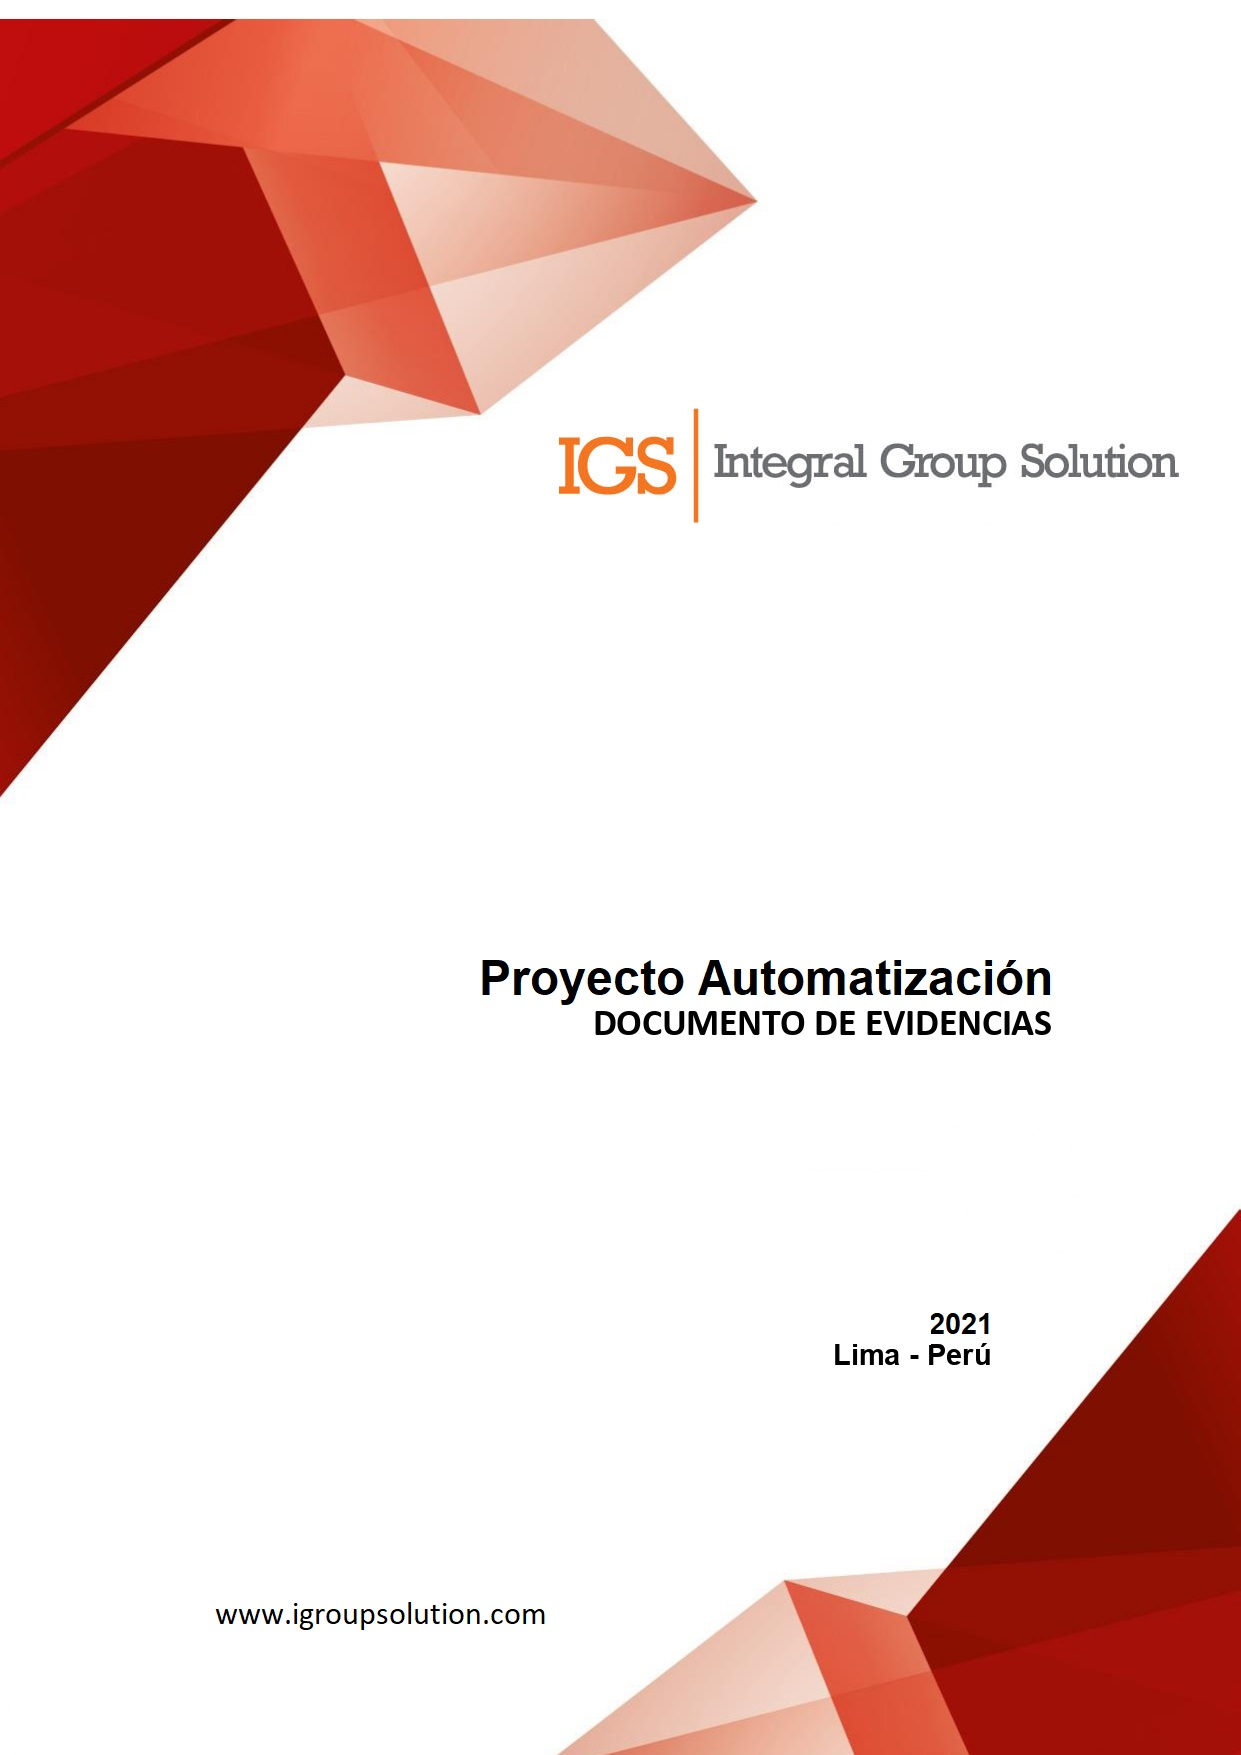 IGS Integral Group Solution
Proyecto Automatización
DOCUMENTO DE EVIDENCIAS
2021
Lima - Perú
www.igroupsolution.com